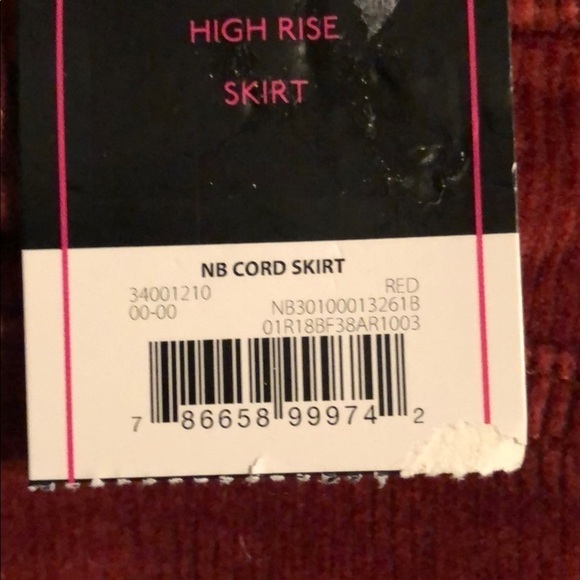 HIGH RISE
SKIRT
NB CORD SKIRT
34001210 RED
00-00 NB30100013261B
01R18BF38AR1003
7 86658 99974 2